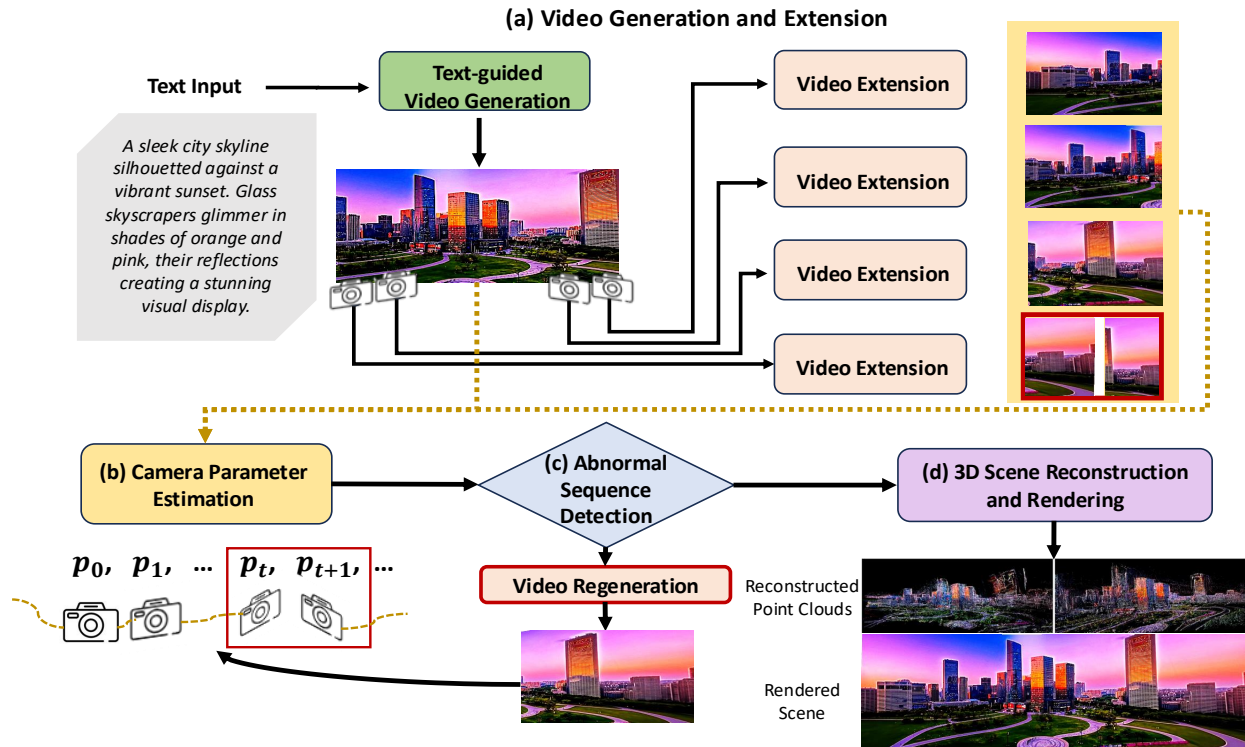 (a) Video Generation and Extension
Text Input
Text-guided
Video Generation
A sleek city skyline
silhouetted against a
vibrant sunset. Glass
skyscrapers glimmer in
shades of orange and
pink, their reflections
creating a stunning
visual display.
Video Extension
Video Extension
Video Extension
Video Extension
(b) Camera Parameter
Estimation
(c) Abnormal
Sequence
Detection
(d) 3D Scene Reconstruction
and Rendering
p₀, p₁, ... pₜ, pₜ₊₁, ...
Video Regeneration
Reconstructed
Point Clouds
Rendered
Scene